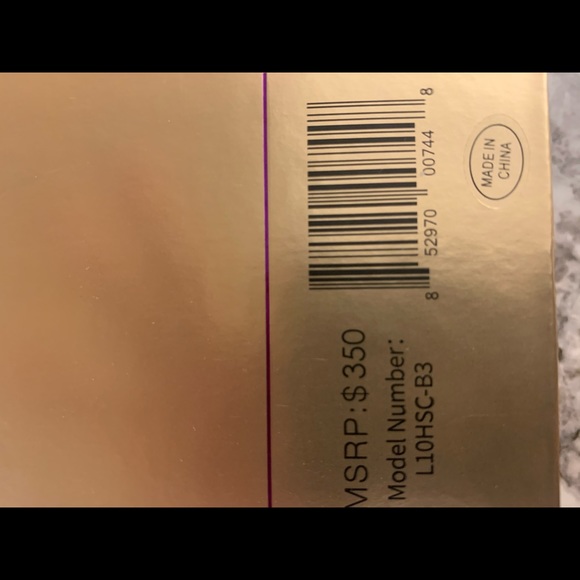 8 52970 00744 8
MADE IN
CHINA
MSRP:$350
Model Number:
L10HSC-B3